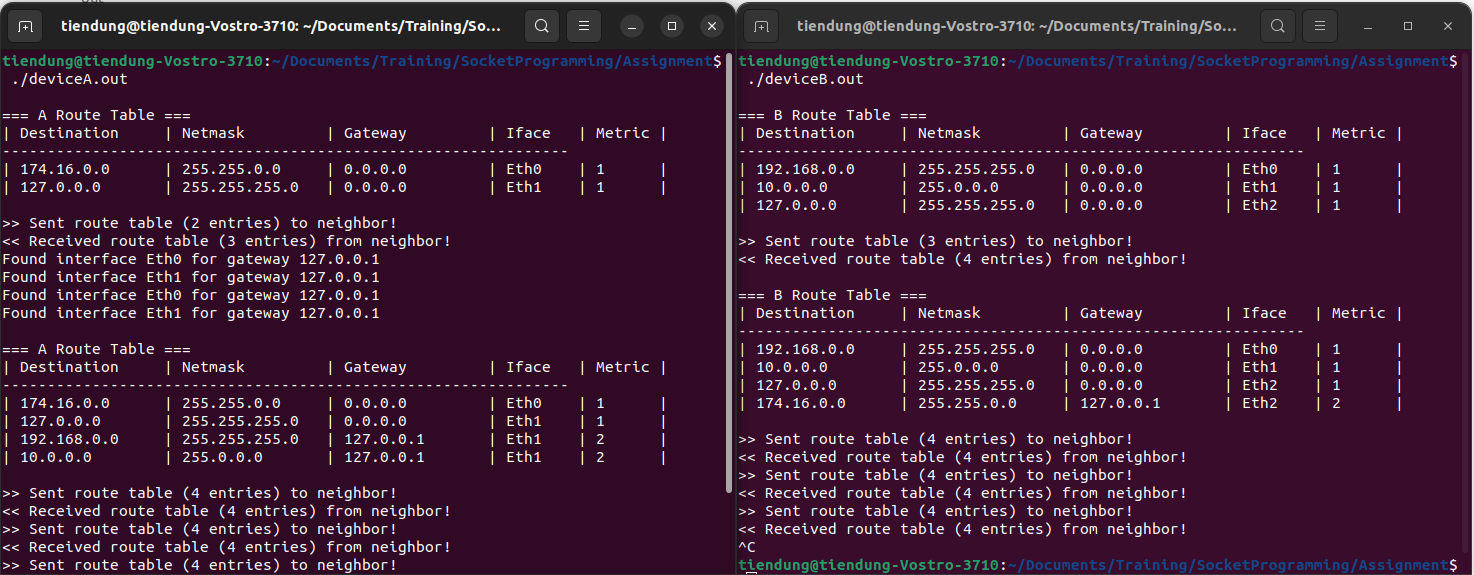 tiendung@tiendung-Vostro-3710: ~/Documents/Training/So...
tiendung@tiendung-Vostro-3710:~/Documents/Training/SocketProgramming/Assignment$
./deviceA.out
=== A Route Table ===
| Destination     | Netmask         | Gateway         | Iface   | Metric |
---------------------------------------------------------------
| 174.16.0.0      | 255.255.0.0     | 0.0.0.0         | Eth0    | 1      |
| 127.0.0.0       | 255.255.255.0   | 0.0.0.0         | Eth1    | 1      |
>> Sent route table (2 entries) to neighbor!
<< Received route table (3 entries) from neighbor!
Found interface Eth0 for gateway 127.0.0.1
Found interface Eth1 for gateway 127.0.0.1
Found interface Eth0 for gateway 127.0.0.1
Found interface Eth1 for gateway 127.0.0.1
=== A Route Table ===
| Destination     | Netmask         | Gateway         | Iface   | Metric |
---------------------------------------------------------------
| 174.16.0.0      | 255.255.0.0     | 0.0.0.0         | Eth0    | 1      |
| 127.0.0.0       | 255.255.255.0   | 0.0.0.0         | Eth1    | 1      |
| 192.168.0.0     | 255.255.255.0   | 127.0.0.1       | Eth1    | 2      |
| 10.0.0.0        | 255.0.0.0       | 127.0.0.1       | Eth1    | 2      |
>> Sent route table (4 entries) to neighbor!
<< Received route table (4 entries) from neighbor!
>> Sent route table (4 entries) to neighbor!
<< Received route table (4 entries) from neighbor!
>> Sent route table (4 entries) to neighbor!
tiendung@tiendung-Vostro-3710: ~/Documents/Training/So...
tiendung@tiendung-Vostro-3710:~/Documents/Training/SocketProgramming/Assignment$
./deviceB.out
=== B Route Table ===
| Destination     | Netmask         | Gateway         | Iface   | Metric |
---------------------------------------------------------------
| 192.168.0.0     | 255.255.255.0   | 0.0.0.0         | Eth0    | 1      |
| 10.0.0.0        | 255.0.0.0       | 0.0.0.0         | Eth1    | 1      |
| 127.0.0.0       | 255.255.255.0   | 0.0.0.0         | Eth2    | 1      |
>> Sent route table (3 entries) to neighbor!
<< Received route table (4 entries) from neighbor!
=== B Route Table ===
| Destination     | Netmask         | Gateway         | Iface   | Metric |
---------------------------------------------------------------
| 192.168.0.0     | 255.255.255.0   | 0.0.0.0         | Eth0    | 1      |
| 10.0.0.0        | 255.0.0.0       | 0.0.0.0         | Eth1    | 1      |
| 127.0.0.0       | 255.255.255.0   | 0.0.0.0         | Eth2    | 1      |
| 174.16.0.0      | 255.255.0.0     | 127.0.0.1       | Eth2    | 2      |
>> Sent route table (4 entries) to neighbor!
<< Received route table (4 entries) from neighbor!
>> Sent route table (4 entries) to neighbor!
<< Received route table (4 entries) from neighbor!
>> Sent route table (4 entries) to neighbor!
<< Received route table (4 entries) from neighbor!
^C
tiendung@tiendung-Vostro-3710:~/Documents/Training/SocketProgramming/Assignment$